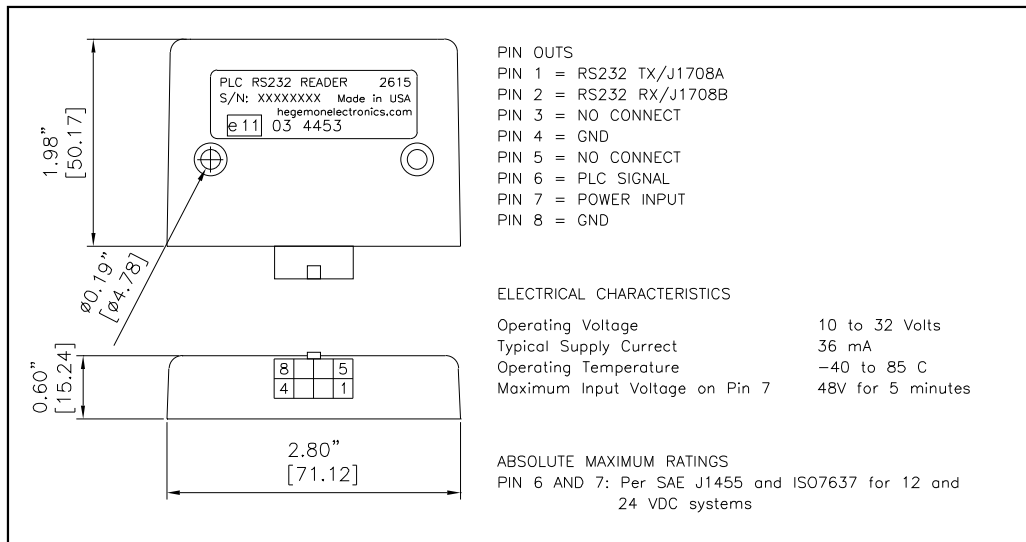 PLC RS232 READER 2615
S/N: XXXXXXXX Made in USA
hegemonelectronics.com
e11 03 4453
1.98"
[50.17]
ø0.19"
[ø4.78]
0.60"
[15.24]
8 5
4 1
2.80"
[71.12]
PIN OUTS
PIN 1 = RS232 TX/J1708A
PIN 2 = RS232 RX/J1708B
PIN 3 = NO CONNECT
PIN 4 = GND
PIN 5 = NO CONNECT
PIN 6 = PLC SIGNAL
PIN 7 = POWER INPUT
PIN 8 = GND
ELECTRICAL CHARACTERISTICS
Operating Voltage 10 to 32 Volts
Typical Supply Currect 36 mA
Operating Temperature −40 to 85 C
Maximum Input Voltage on Pin 7 48V for 5 minutes
ABSOLUTE MAXIMUM RATINGS
PIN 6 AND 7: Per SAE J1455 and ISO7637 for 12 and
24 VDC systems